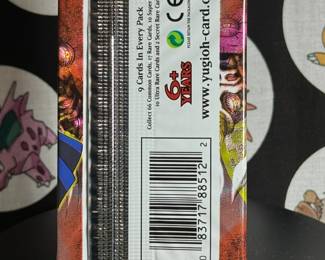 9 Cards In Every Pack
Collect 66 Common Cards, 17 Rare Cards, 10 Super
10 Ultra Rare Cards and 2 Secret Rare Cards
CE
6+
YEARS
www.yugioh-card.c
0
83717 88512
2